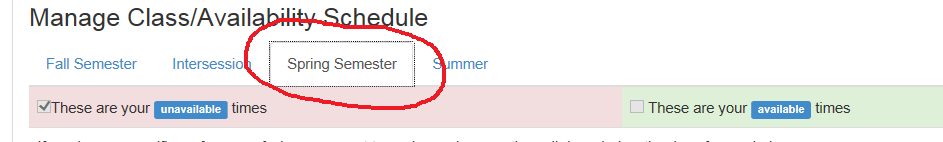 Manage Class/Availability Schedule
Fall Semester Intersession Spring Semester Summer
These are your unavailable times These are your available times